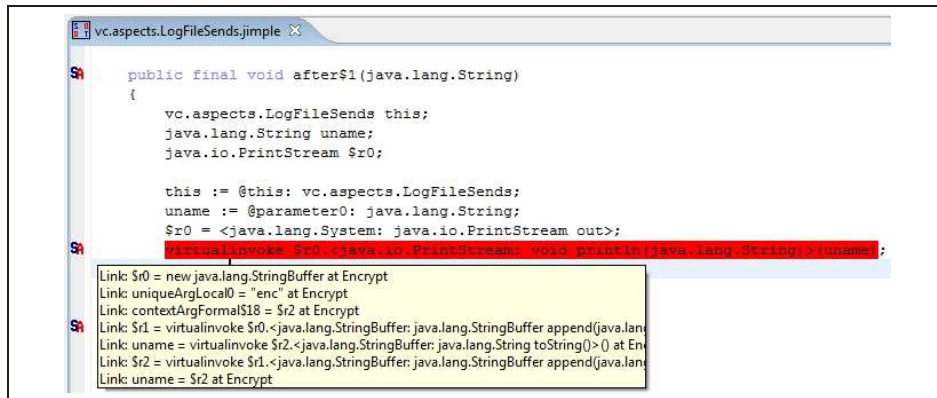 vc.aspects.LogFileSends.jimple
public final void after$1(java.lang.String)
{
vc.aspects.LogFileSends this;
java.lang.String uname;
java.io.PrintStream $r0;
this := @this: vc.aspects.LogFileSends;
uname := @parameter0: java.lang.String;
$r0 = <java.lang.System: java.io.PrintStream out>;
virtualinvoke $r0.<java.io.PrintStream: void println(java.lang.String)>(uname);
Link: $r0 = new java.lang.StringBuffer at Encrypt
Link: uniqueArgLocal0 = "enc" at Encrypt
Link: contextArgFormal$18 = $r2 at Encrypt
Link: $r1 = virtualinvoke $r0.<java.lang.StringBuffer: java.lang.StringBuffer append(java.lan
Link: uname = virtualinvoke $r2.<java.lang.StringBuffer: java.lang.String toString()>() at En
Link: $r2 = virtualinvoke $r1.<java.lang.StringBuffer: java.lang.StringBuffer append(java.lan
Link: uname = $r2 at Encrypt